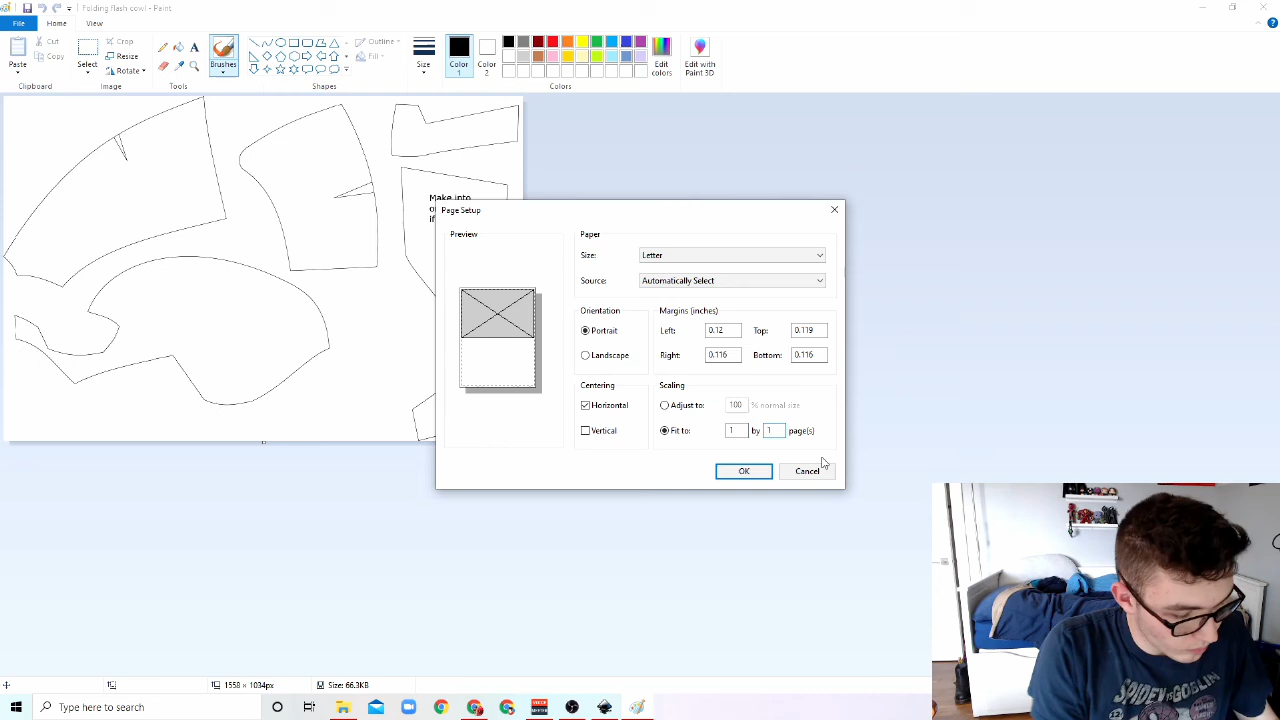 Folding flash.cowl - Paint
File
Home
View
Paste
Cut
Copy
Clipboard
Select
Crop
Resize
Rotate
Image
Tools
Brushes
Outline
Fill
Shapes
Size
Color 1
Color 2
Edit colors
Edit with Paint 3D
Colors
Make into
Page Setup
Preview
Paper
Size:
Letter
Source:
Automatically Select
Orientation
Portrait
Landscape
Margins (inches)
Left:
0.12
Top:
0.119
Right:
0.116
Bottom:
0.116
Centering
Horizontal
Vertical
Scaling
Adjust to:
100
% normal size
Fit to:
1
by
1
page(s)
OK
Cancel
1558 × 1034px
Size: 66.3KB
Type here to search
SPIDEY vs GOBLIN